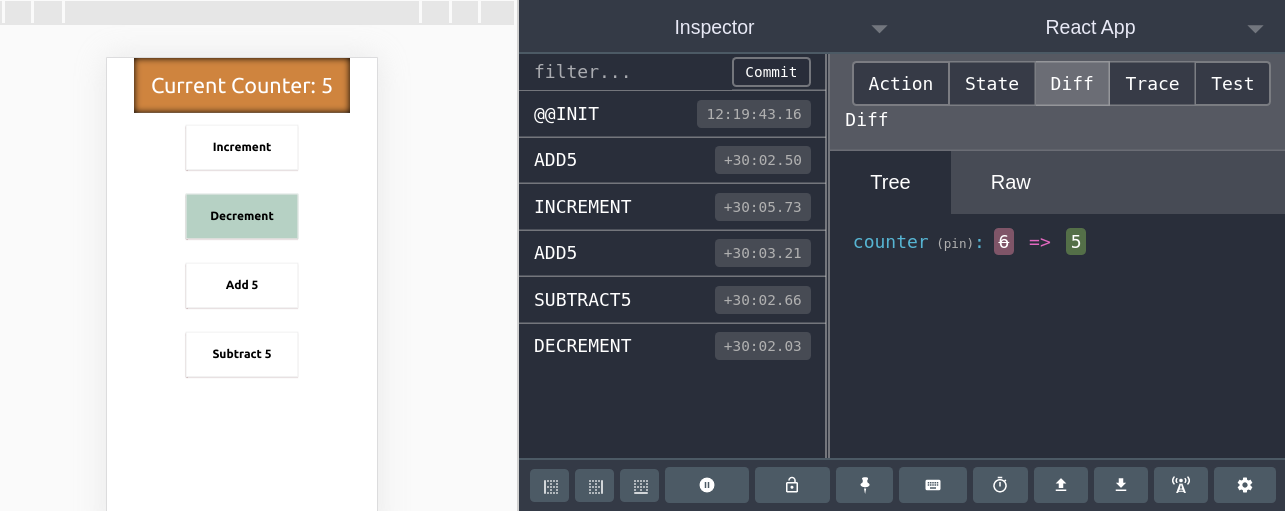 Current Counter: 5
Increment
Decrement
Add 5
Subtract 5
Inspector
React App
filter...
Commit
@@INIT
12:19:43.16
ADD5
+30:02.50
INCREMENT
+30:05.73
ADD5
+30:03.21
SUBTRACT5
+30:02.66
DECREMENT
+30:02.03
Action
State
Diff
Trace
Test
Diff
Tree
Raw
counter (pin): 6 => 5